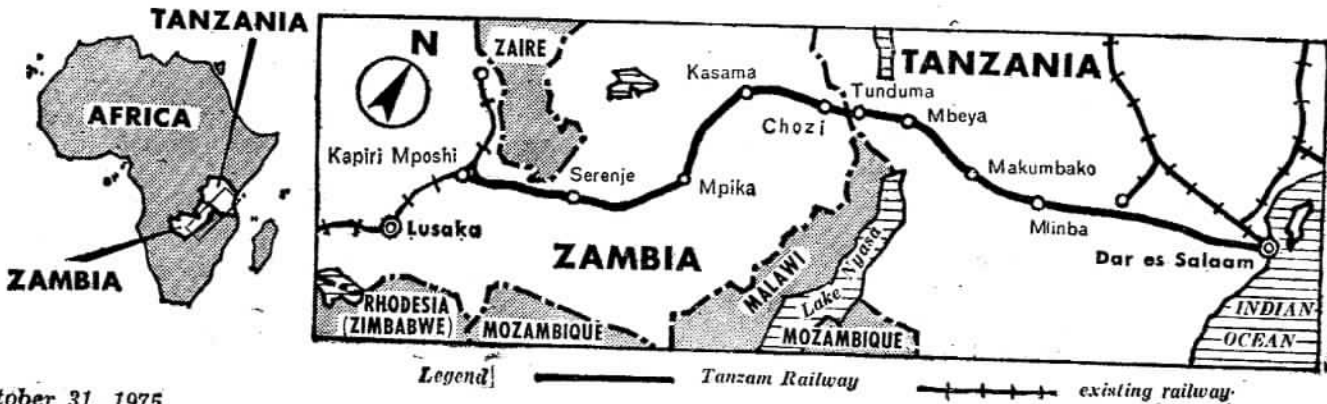 TANZANIA
AFRICA
ZAMBIA
N
ZAIRE
Kasama
TANZANIA
Tunduma
Chozi
Mbeya
Kapiri Mposhi
Serenje
Mpika
Makumbako
Mlinba
Lusaka
ZAMBIA
MALAWI
Lake Nyasa
Dar es Salaam
RHODESIA
(ZIMBABWE)
MOZAMBIQUE
MOZAMBIQUE
INDIAN
OCEAN
Legend
Tanzam Railway
existing railway
tober 31, 1975